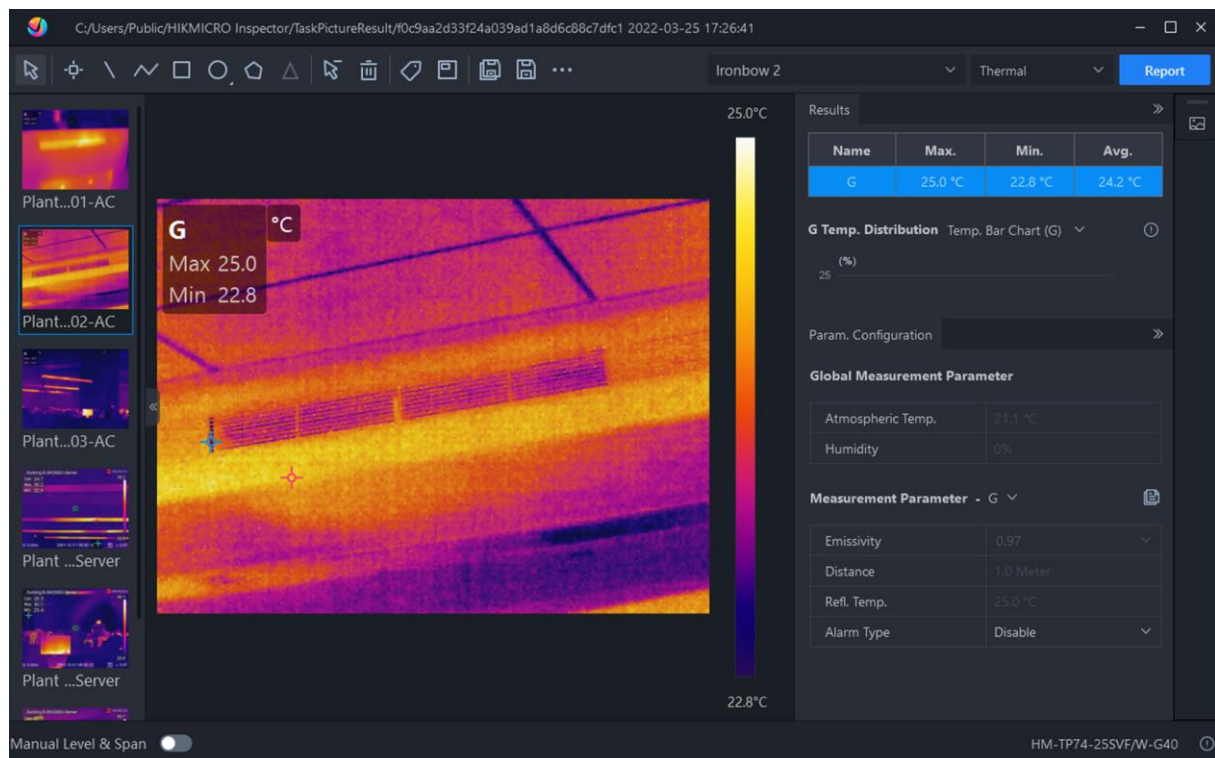 C:/Users/Public/HIKMICRO Inspector/TaskPictureResult/f0c9aa2d33f24a039ad1a8d6c88c7dfc1 2022-03-25 17:26:41
Ironbow 2
Thermal
Report
Plant...01-AC
Plant...02-AC
Plant...03-AC
Plant ...Server
Plant ...Server
G
°C
Max 25.0
Min 22.8
25.0°C
22.8°C
Results
Name Max. Min. Avg.
G 25.0 °C 22.8 °C 24.2 °C
G Temp. Distribution Temp. Bar Chart (G)
(%)
25
Param. Configuration
Global Measurement Parameter
Atmospheric Temp. 21.1 °C
Humidity 0%
Measurement Parameter - G
Emissivity 0.97
Distance 1.0 Meter
Refl. Temp. 25.0 °C
Alarm Type Disable
Manual Level & Span
HM-TP74-25SVF/W-G40